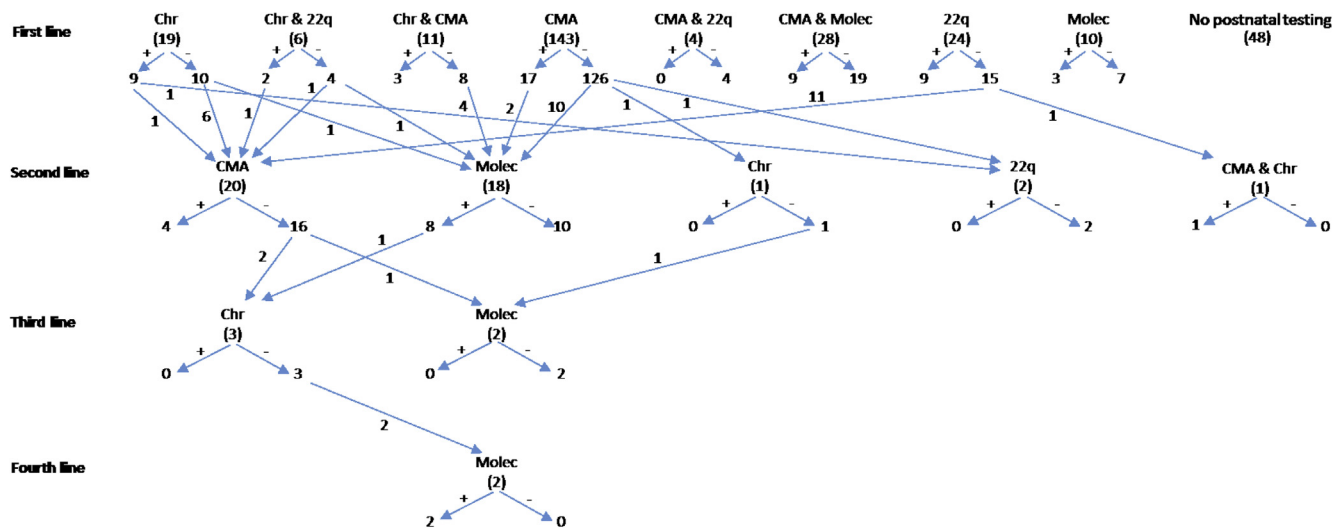 Chr Chr & 22q Chr & CMA CMA CMA & 22q CMA & Molec 22q Molec No postnatal testing
First line (19) (6) (11) (143) (4) (28) (24) (10) (48)
+ - + - + - + - + - + - + - + -
9 10 2 4 3 8 17 126 0 4 9 19 9 15 3 7
1 1 4 2 10 1 1 11
1 6 1 1 1 1
CMA Molec Chr 22q CMA & Chr
Second line (20) (18) (1) (2) (1)
+ - + - + - + - + -
4 16 8 10 0 1 0 2 1 0
2 1 1 1
Chr Molec
Third line (3) (2)
+ - + -
0 3 0 2
2
Molec
Fourth line (2)
+ -
2 0